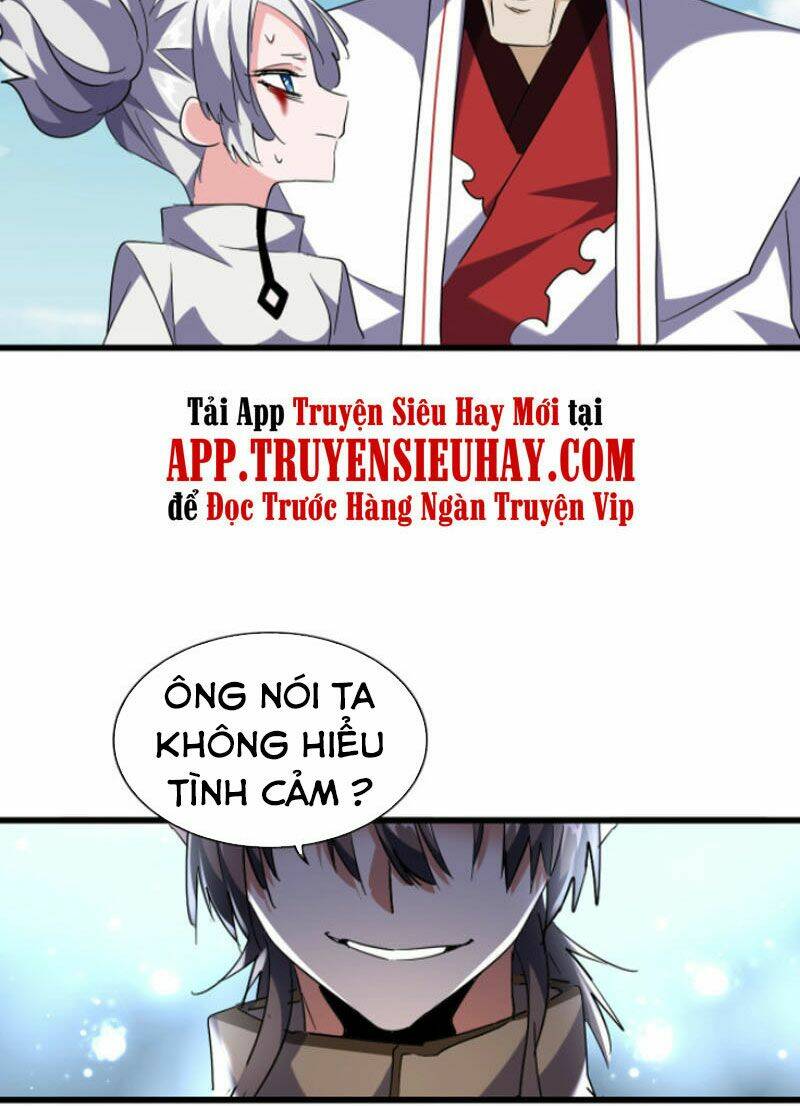 Tải App Truyện Siêu Hay Mới tại
APP.TRUYENSIEUHAY.COM
để Đọc Trước Hàng Ngàn Truyện Vip
ÔNG NÓI TA
KHÔNG HIỂU
TÌNH CẢM ?